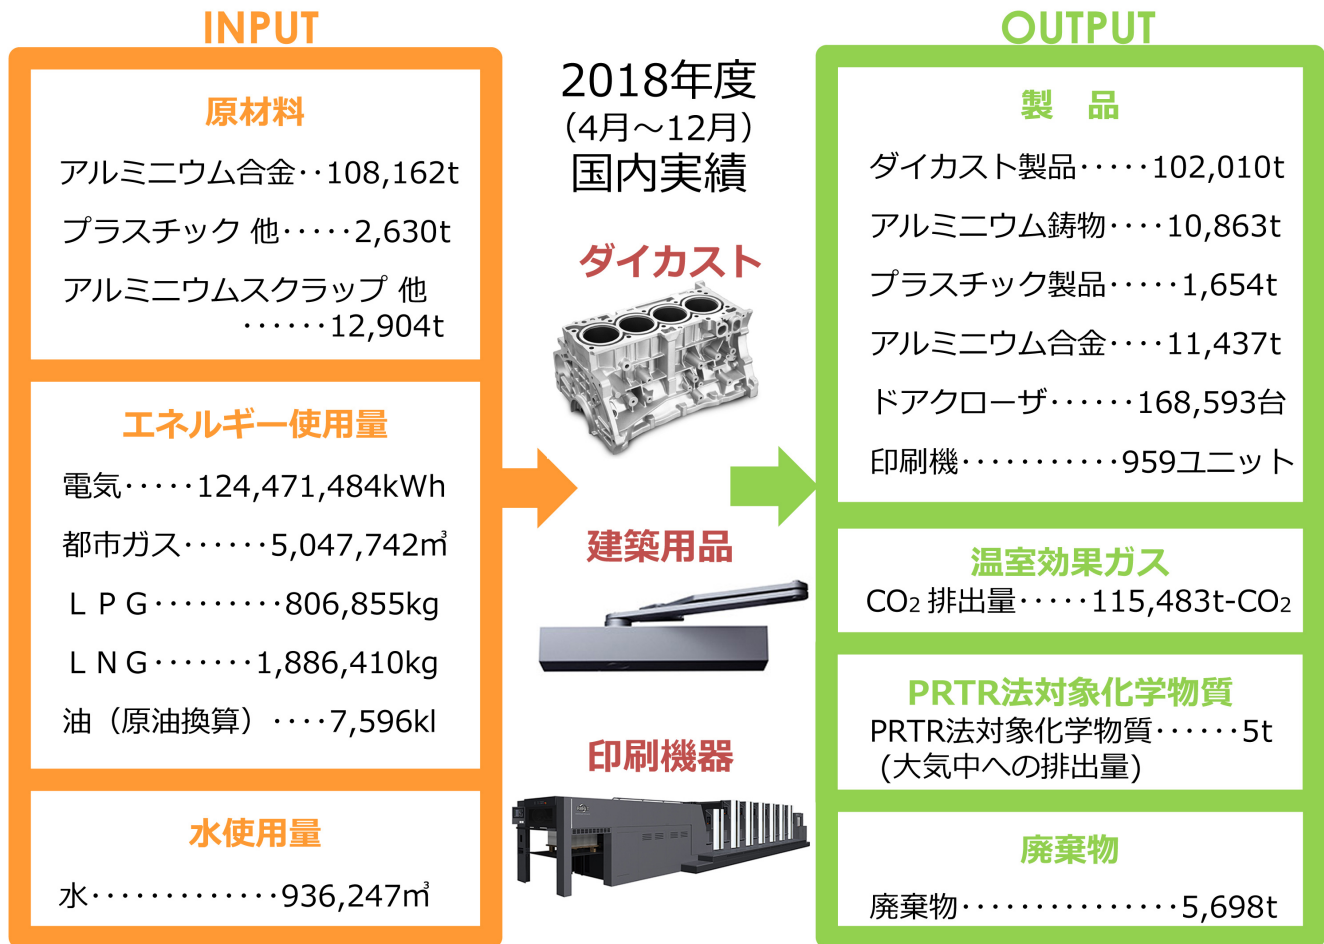 INPUT
原材料
アルミニウム合金‥108,162t
プラスチック 他‥‥‥2,630t
アルミニウムスクラップ 他
‥‥‥12,904t
エネルギー使用量
電気‥‥‥124,471,484kWh
都市ガス‥‥‥5,047,742㎥
ＬＰＧ‥‥‥‥‥806,855kg
ＬＮＧ‥‥‥‥1,886,410kg
油（原油換算）‥‥7,596kl
水使用量
水‥‥‥‥‥‥‥936,247㎥
2018年度
（4月～12月）
国内実績
ダイカスト
建築用品
印刷機器
OUTPUT
製　品
ダイカスト製品‥‥‥102,010t
アルミニウム鋳物‥‥10,863t
プラスチック製品‥‥‥1,654t
アルミニウム合金‥‥11,437t
ドアクローザ‥‥‥168,593台
印刷機‥‥‥‥‥‥959ユニット
温室効果ガス
CO₂ 排出量‥‥‥115,483t-CO₂
PRTR法対象化学物質
PRTR法対象化学物質‥‥‥5t
(大気中への排出量)
廃棄物
廃棄物‥‥‥‥‥‥‥‥5,698t